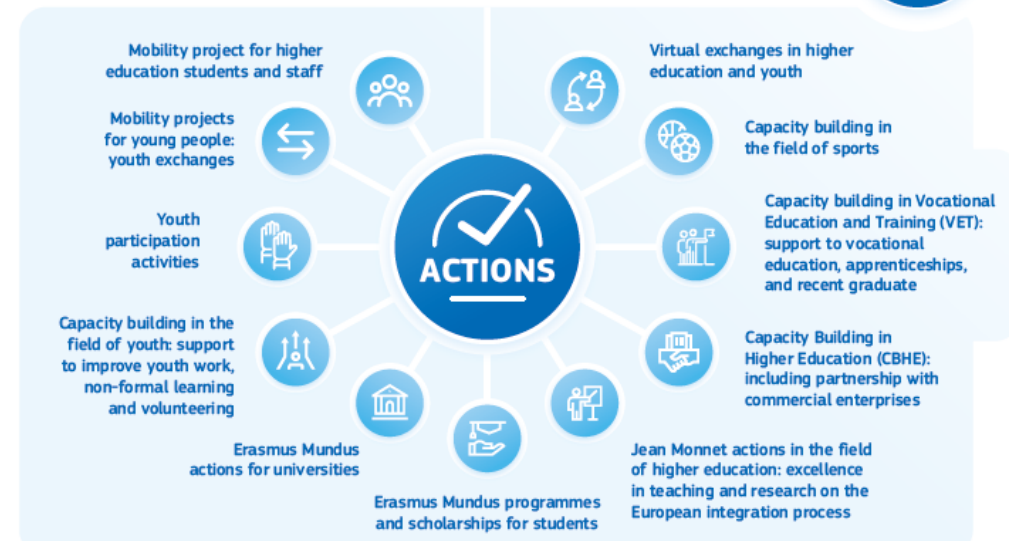 Mobility project for higher
education students and staff
Mobility projects
for young people:
youth exchanges
Youth
participation
activities
Capacity building in the
field of youth: support
to improve youth work,
non-formal learning
and volunteering
Erasmus Mundus
actions for universities
Erasmus Mundus programmes
and scholarships for students
ACTIONS
Virtual exchanges in higher
education and youth
Capacity building in
the field of sports
Capacity building in Vocational
Education and Training (VET):
support to vocational
education, apprenticeships,
and recent graduate
Capacity Building in
Higher Education (CBHE):
including partnership with
commercial enterprises
Jean Monnet actions in the field
of higher education: excellence
in teaching and research on the
European integration process